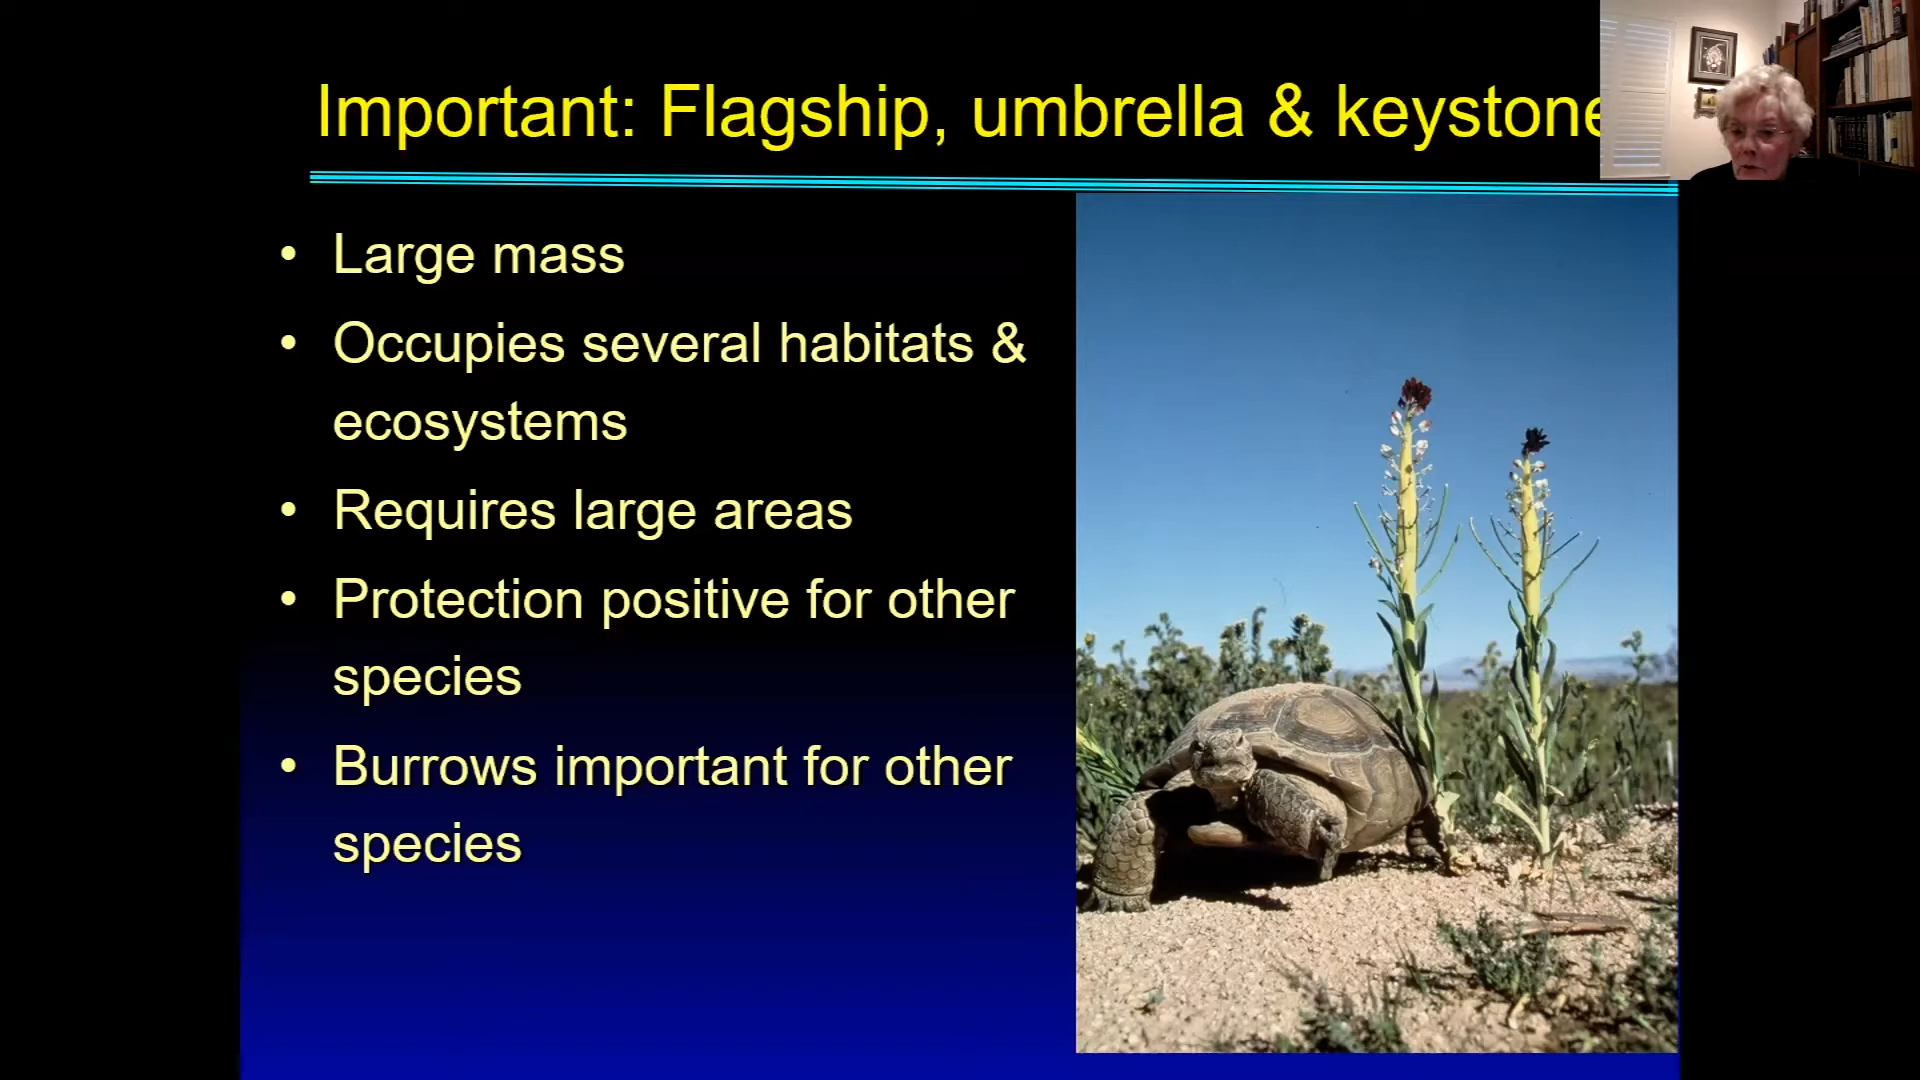 Important: Flagship, umbrella & keystone
• Large mass
• Occupies several habitats &
ecosystems
• Requires large areas
• Protection positive for other
species
• Burrows important for other
species